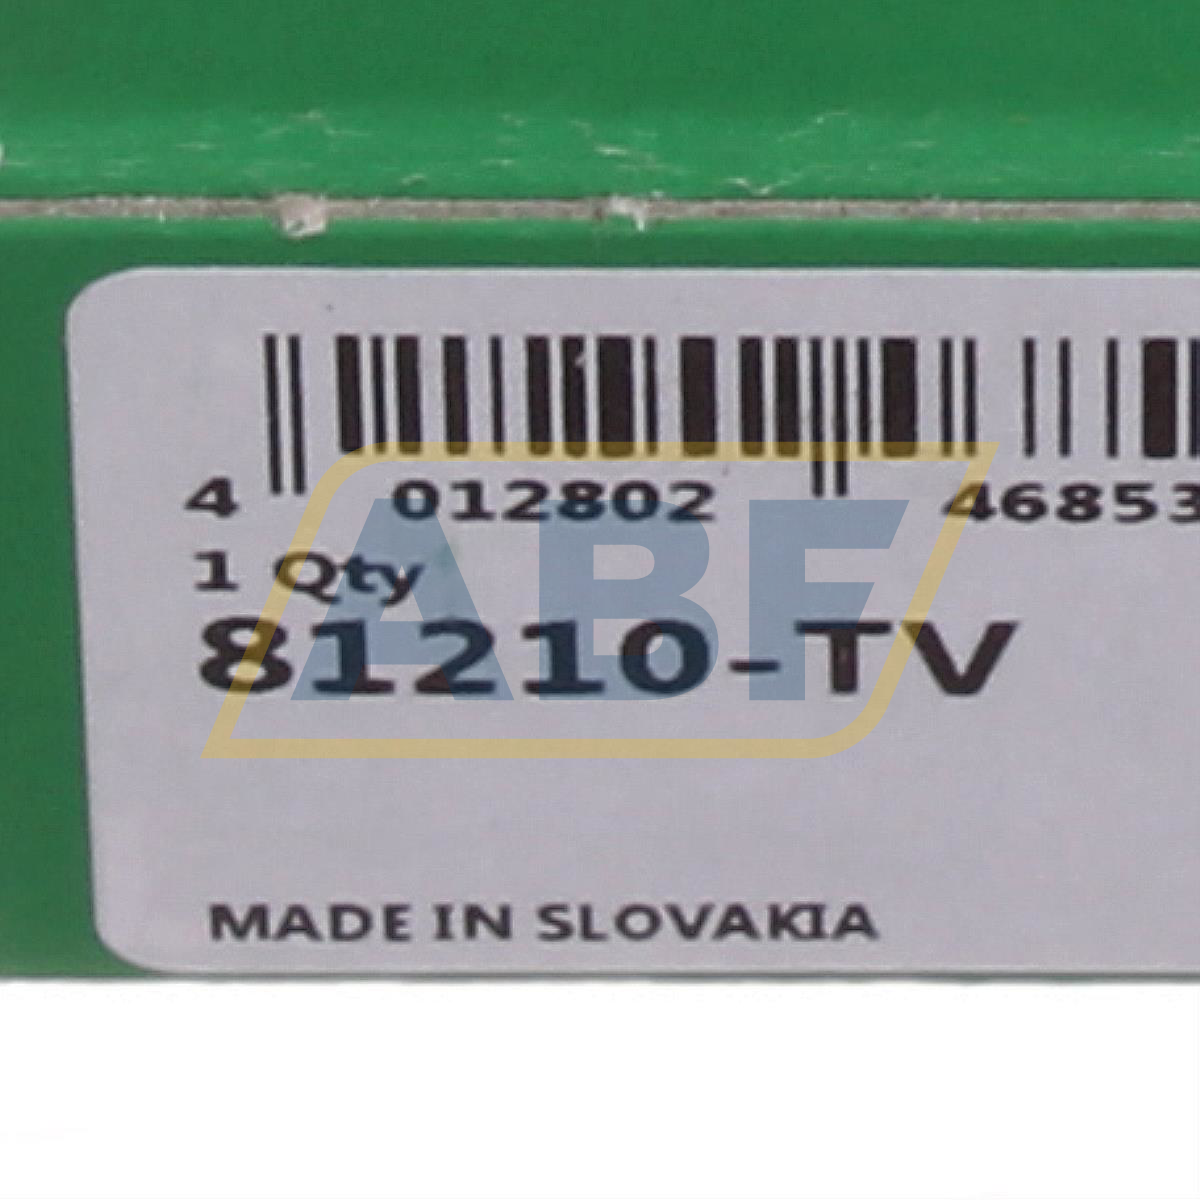 4 012802 46853
1 Qty
81210-TV
MADE IN SLOVAKIA
ABF